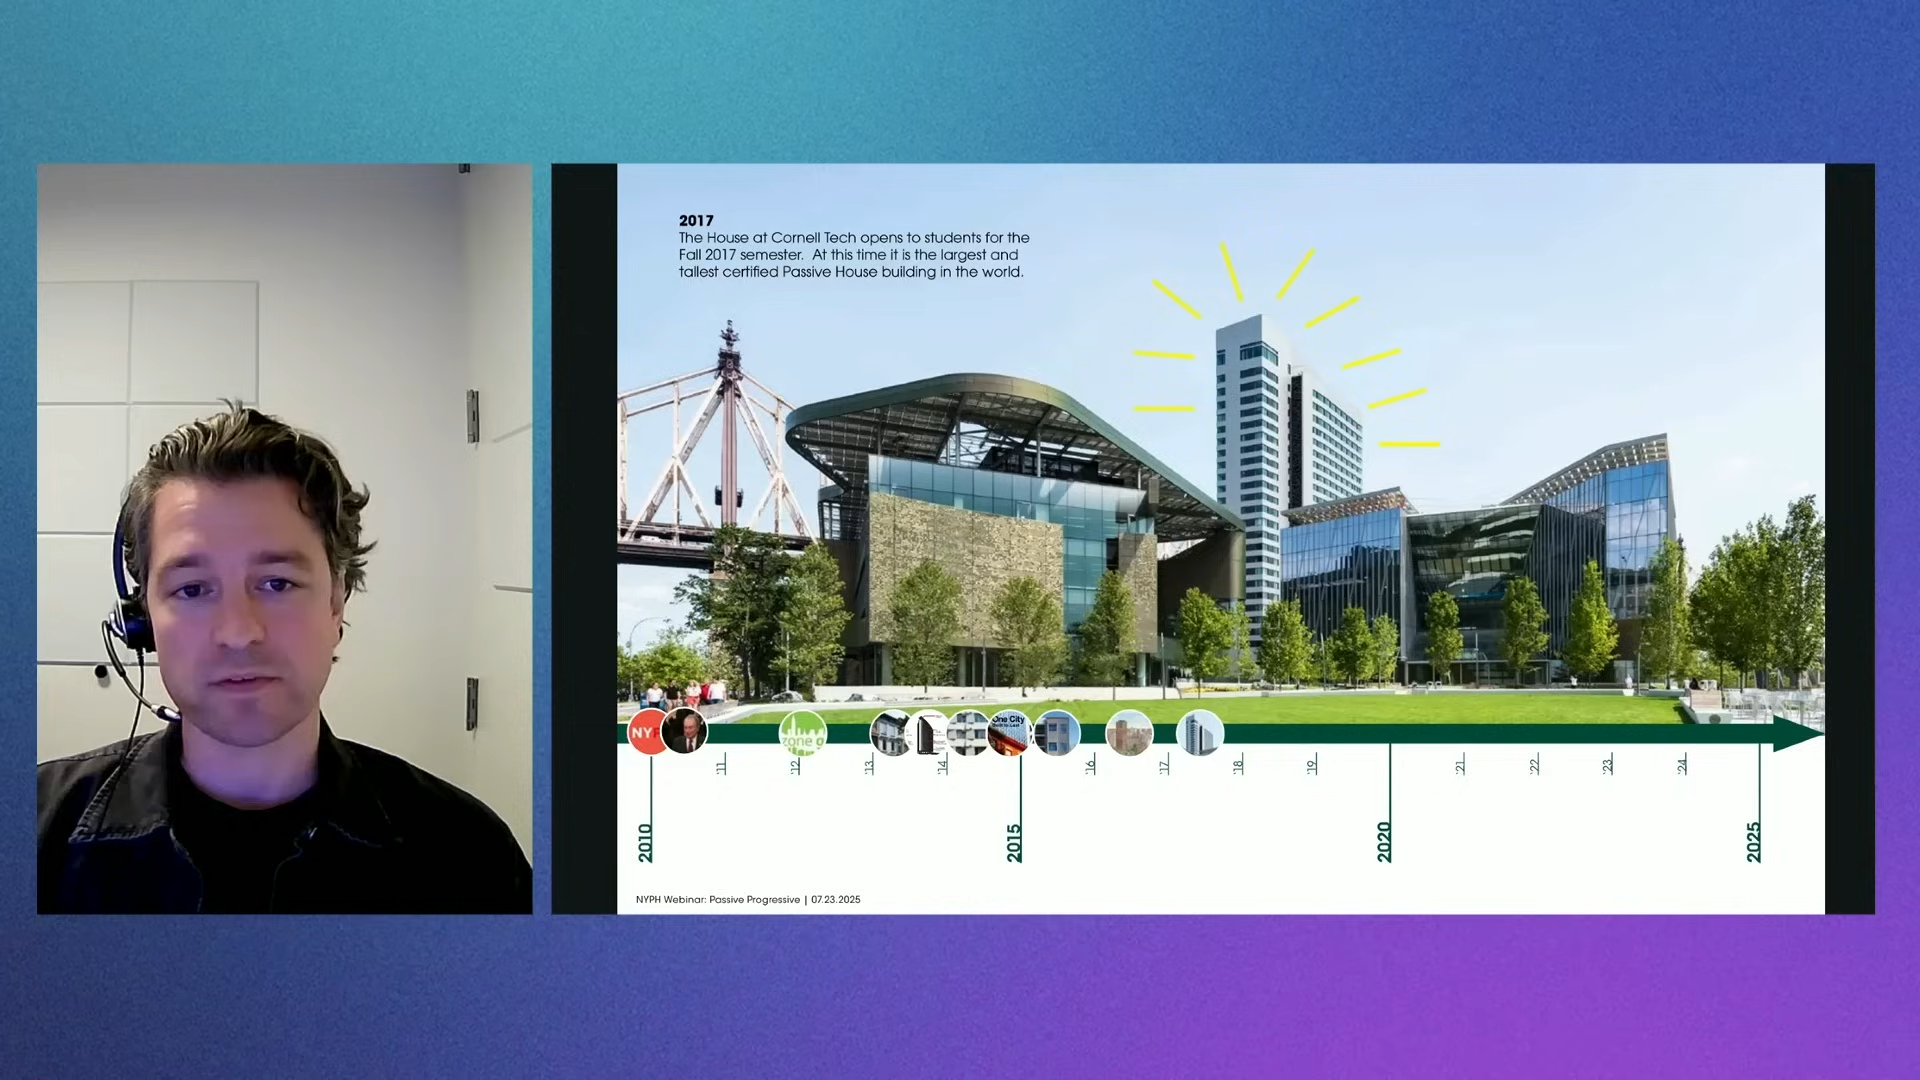 2017
The House at Cornell Tech opens to students for the
Fall 2017 semester.  At this time it is the largest and
tallest certified Passive House building in the world.
NY
zone g
One City
'11
'12
'13
'14
'16
'17
'18
'19
'21
'22
'23
'24
2010
2015
2020
2025
NYPH Webinar: Passive Progressive | 07.23.2025